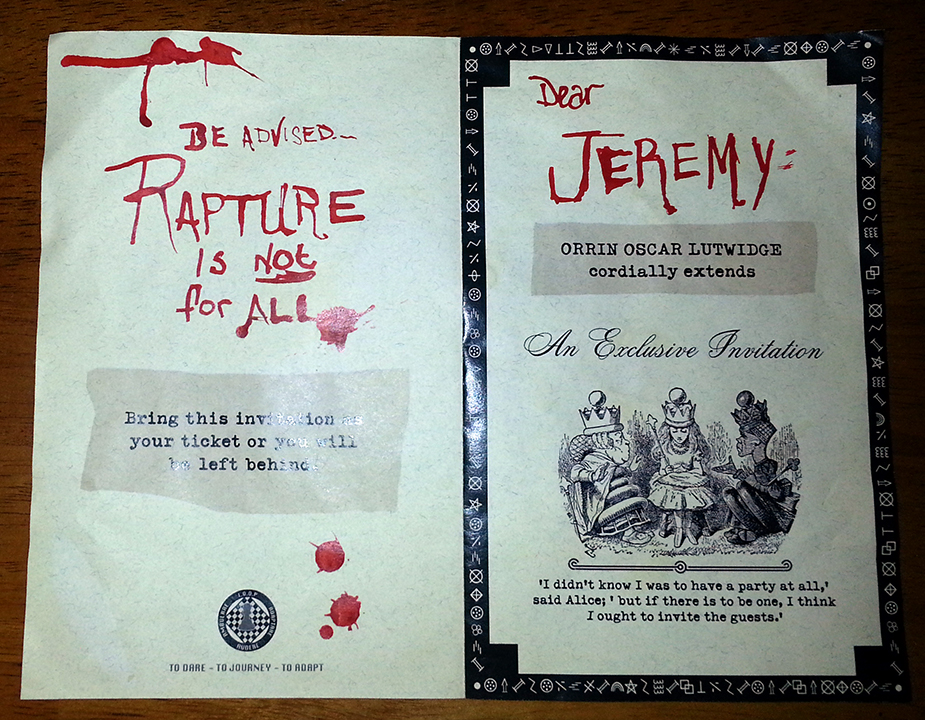 BE ADVISED...
RAPTURE
is NOT
for ALL
Bring this invitation as
your ticket or you will
be left behind.
TO DARE - TO JOURNEY - TO ADAPT
Dear
JEREMY:
ORRIN OSCAR LUTWIDGE
cordially extends
An Exclusive Invitation
'I didn't know I was to have a party at all,'
said Alice; ' but if there is to be one, I think
I ought to invite the guests.'